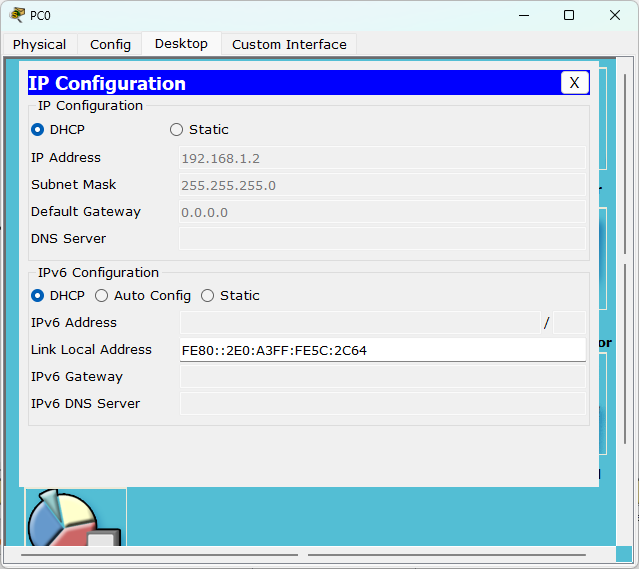 PC0
Physical Config Desktop Custom Interface
IP Configuration X
IP Configuration
DHCP Static
IP Address 192.168.1.2
Subnet Mask 255.255.255.0
Default Gateway 0.0.0.0
DNS Server
IPv6 Configuration
DHCP Auto Config Static
IPv6 Address /
Link Local Address FE80::2E0:A3FF:FE5C:2C64
IPv6 Gateway
IPv6 DNS Server